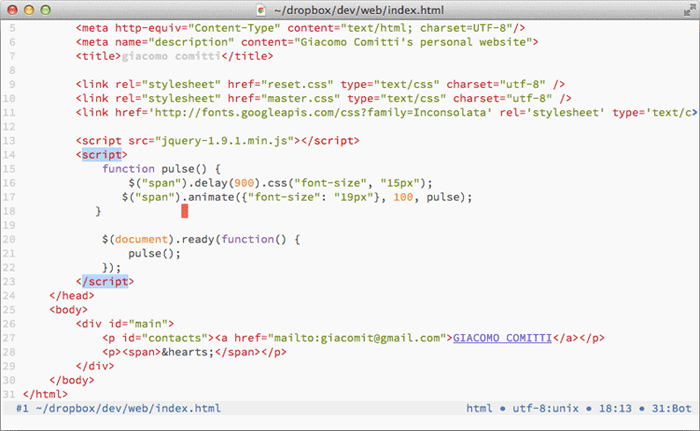 ~/dropbox/dev/web/index.html
5 <meta http-equiv="Content-Type" content="text/html; charset=UTF-8"/>
6 <meta name="description" content="Giacomo Comitti's personal website">
7 <title>giacomo comitti</title>
8
9 <link rel="stylesheet" href="reset.css" type="text/css" charset="utf-8" />
10 <link rel="stylesheet" href="master.css" type="text/css" charset="utf-8" />
11 <link href='http://fonts.googleapis.com/css?family=Inconsolata' rel='stylesheet' type='text/c>
12
13 <script src="jquery-1.9.1.min.js"></script>
14 <script>
15 function pulse() {
16 $("span").delay(900).css("font-size", "15px");
17 $("span").animate({"font-size": "19px"}, 100, pulse);
18 }
19
20 $(document).ready(function() {
21 pulse();
22 });
23 </script>
24 </head>
25 <body>
26 <div id="main">
27 <p id="contacts"><a href="mailto:giacomit@gmail.com">GIACOMO COMITTI</a></p>
28 <p><span>&hearts;</span></p>
29 </div>
30 </body>
31 </html>
#1 ~/dropbox/dev/web/index.html html • utf-8:unix • 18:13 • 31:Bot